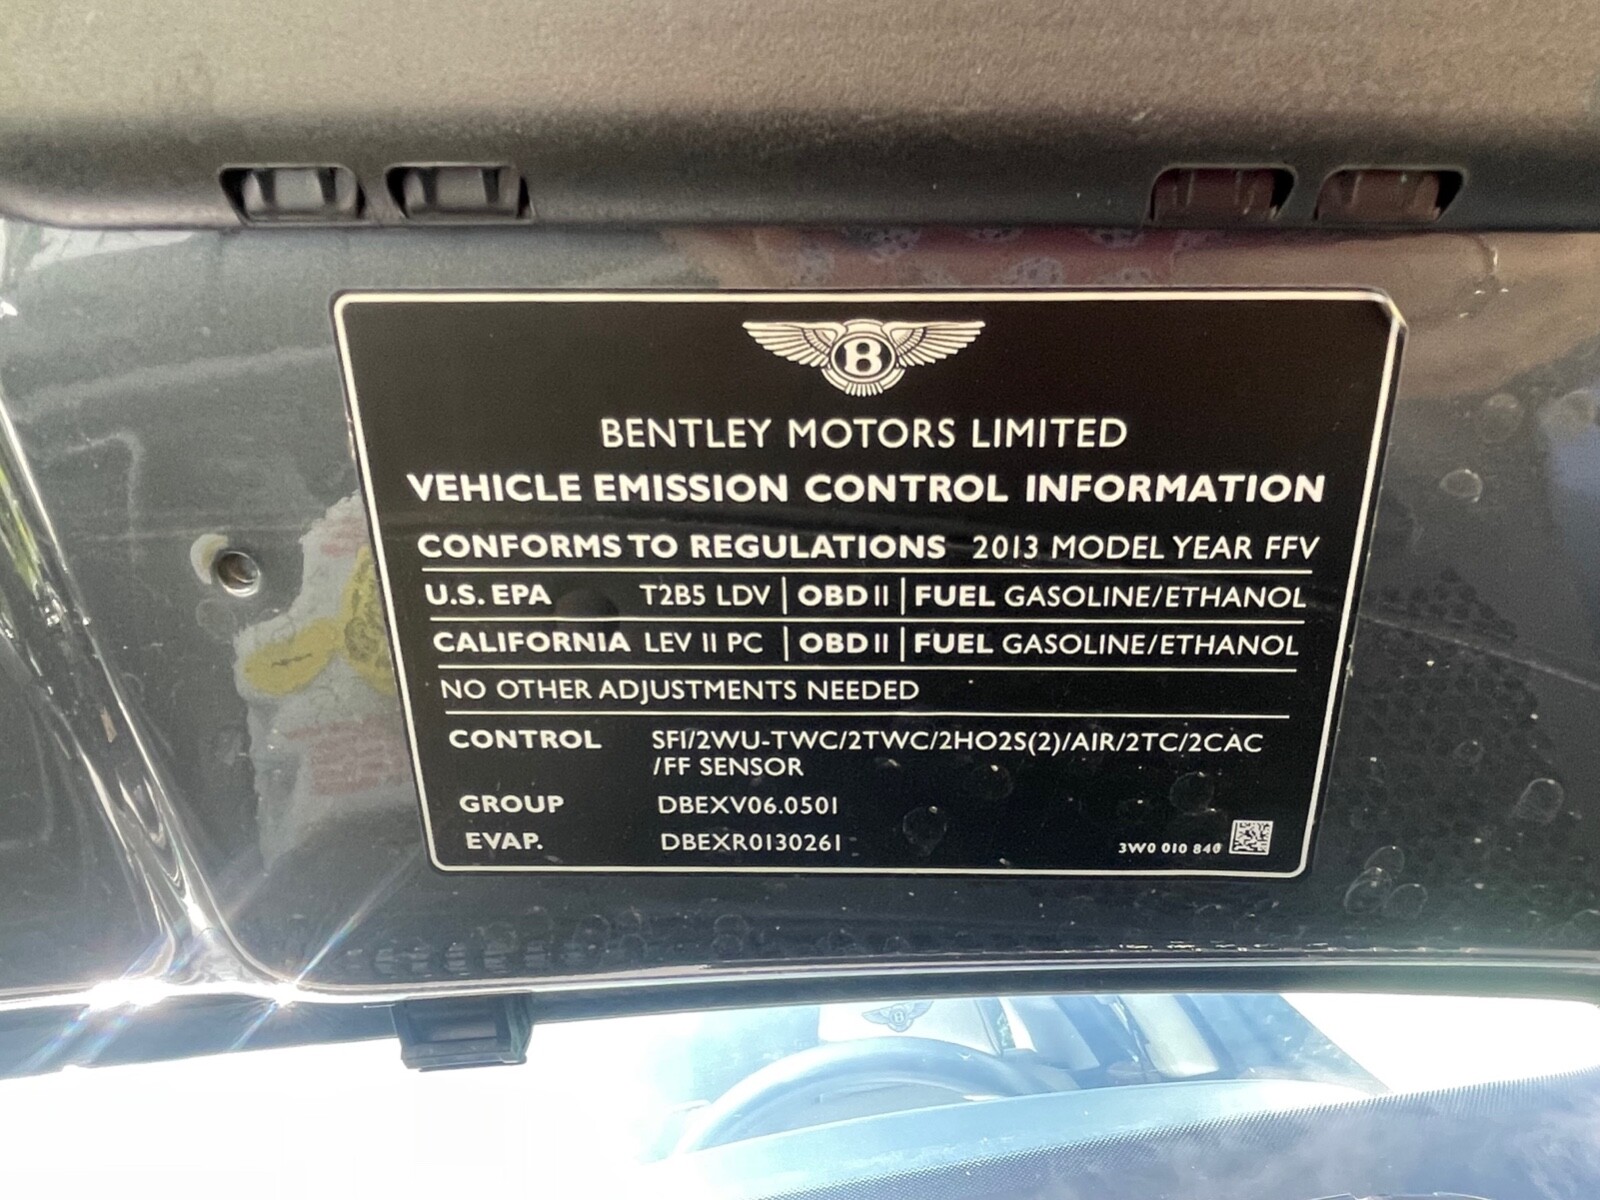 B
BENTLEY MOTORS LIMITED
VEHICLE EMISSION CONTROL INFORMATION
CONFORMS TO REGULATIONS 2013 MODEL YEAR FFV
U.S. EPA T2B5 LDV | OBD II | FUEL GASOLINE/ETHANOL
CALIFORNIA LEV II PC | OBD II | FUEL GASOLINE/ETHANOL
NO OTHER ADJUSTMENTS NEEDED
CONTROL SFI/2WU-TWC/2TWC/2HO2S(2)/AIR/2TC/2CAC
/FF SENSOR
GROUP DBEXV06.0501
EVAP. DBEXR0130261
3W0 010 840
B